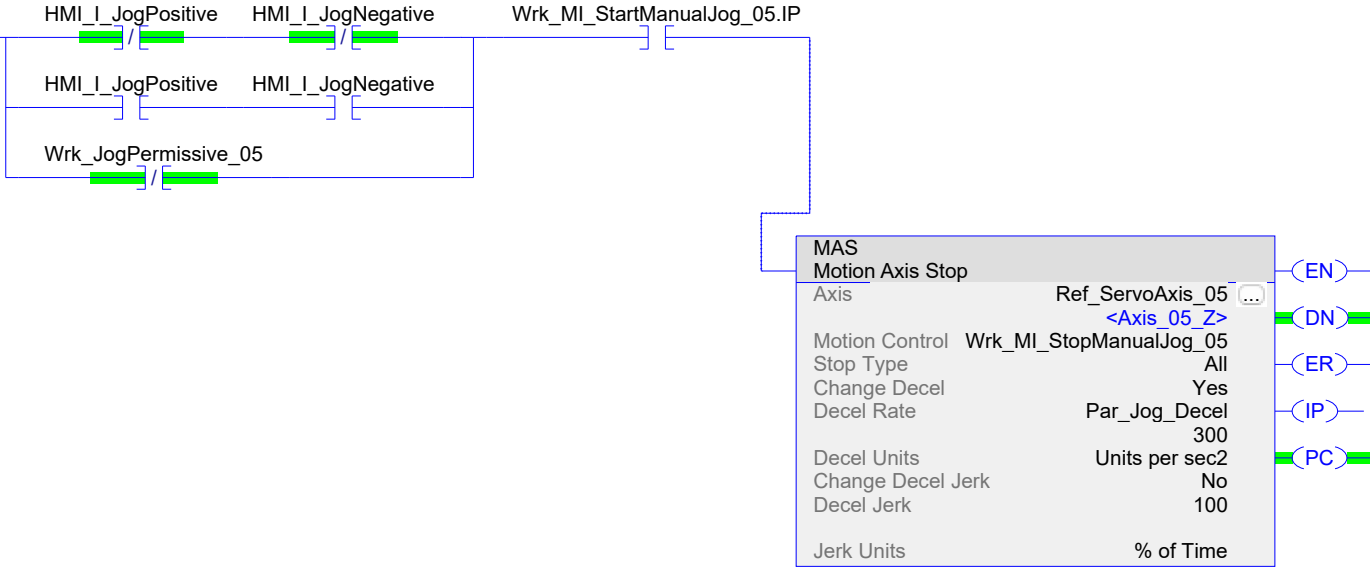 HMI_I_JogPositive HMI_I_JogNegative Wrk_MI_StartManualJog_05.IP
HMI_I_JogPositive HMI_I_JogNegative
Wrk_JogPermissive_05
MAS
Motion Axis Stop
Axis Ref_ServoAxis_05 ...
<Axis_05_Z>
Motion Control Wrk_MI_StopManualJog_05
Stop Type All
Change Decel Yes
Decel Rate Par_Jog_Decel
300
Decel Units Units per sec2
Change Decel Jerk No
Decel Jerk 100
Jerk Units % of Time
EN
DN
ER
IP
PC